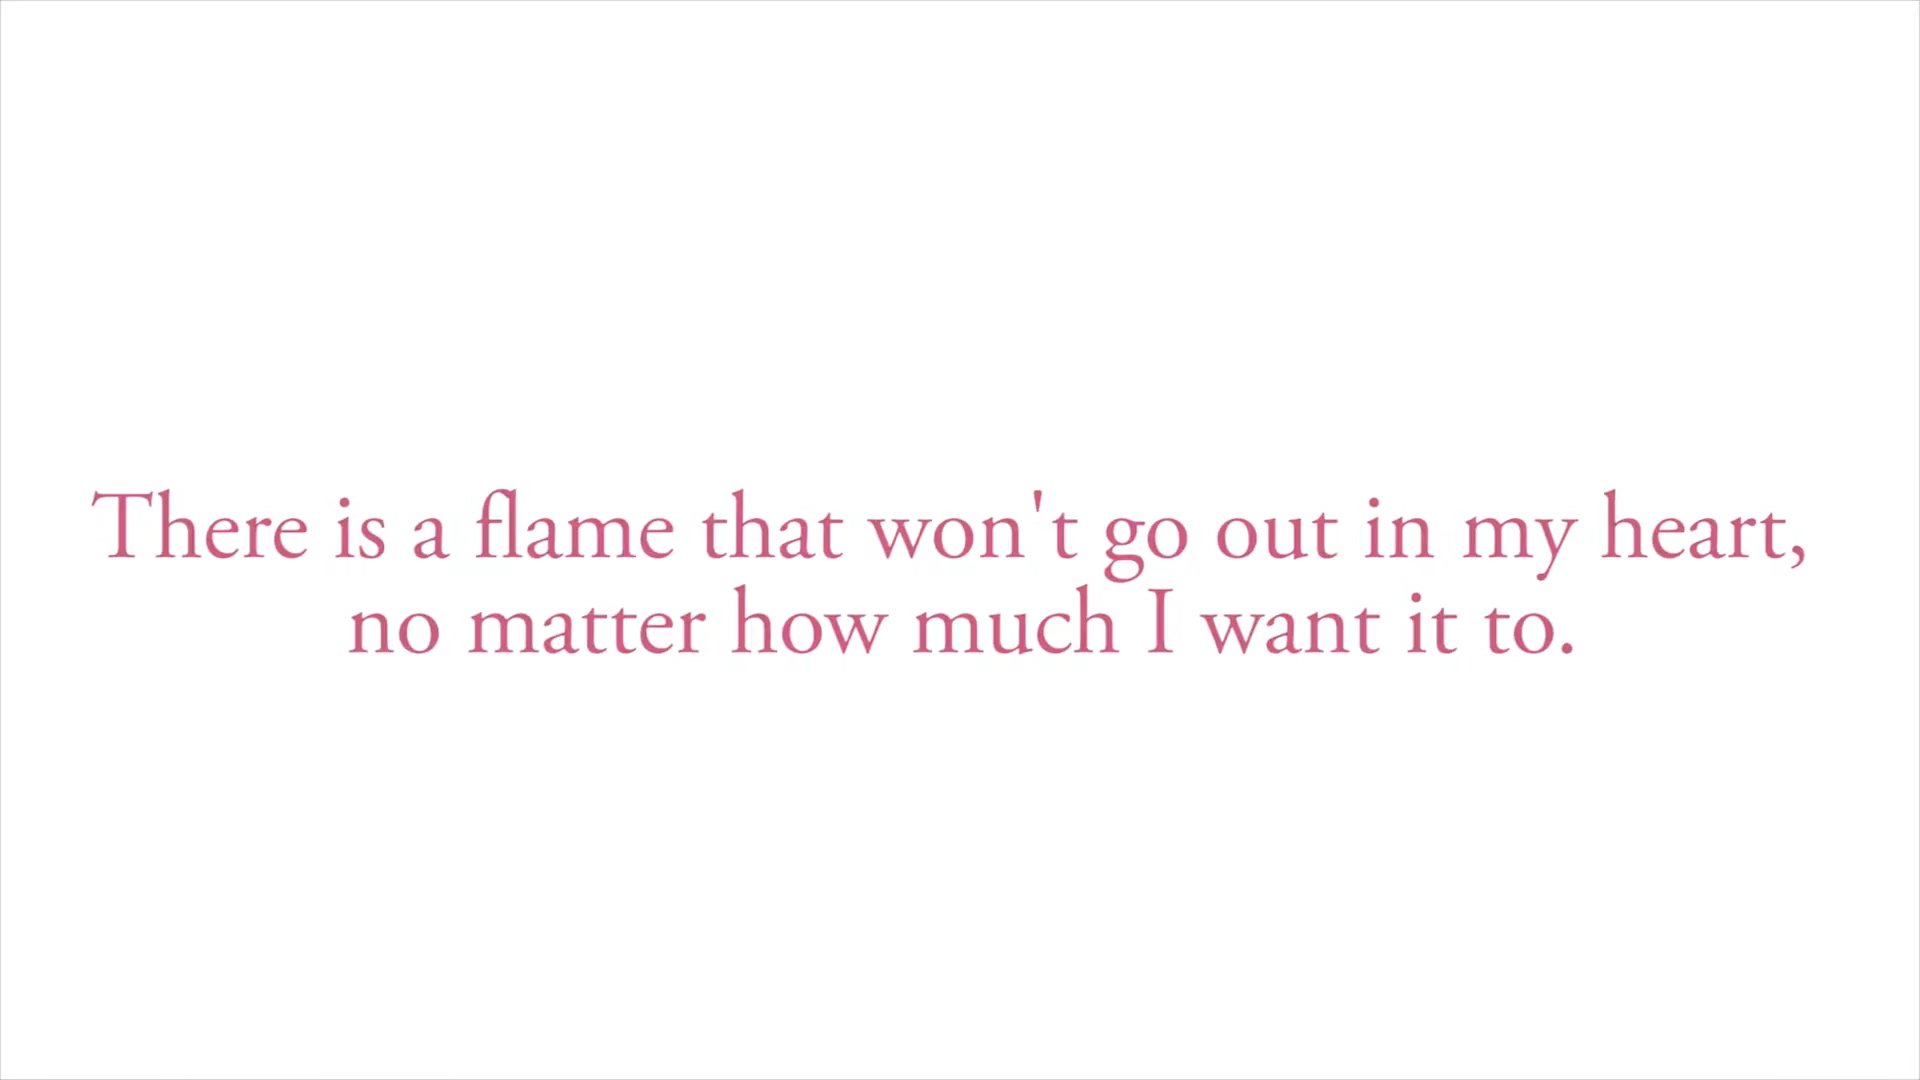 There is a flame that won't go out in my heart,
no matter how much I want it to.